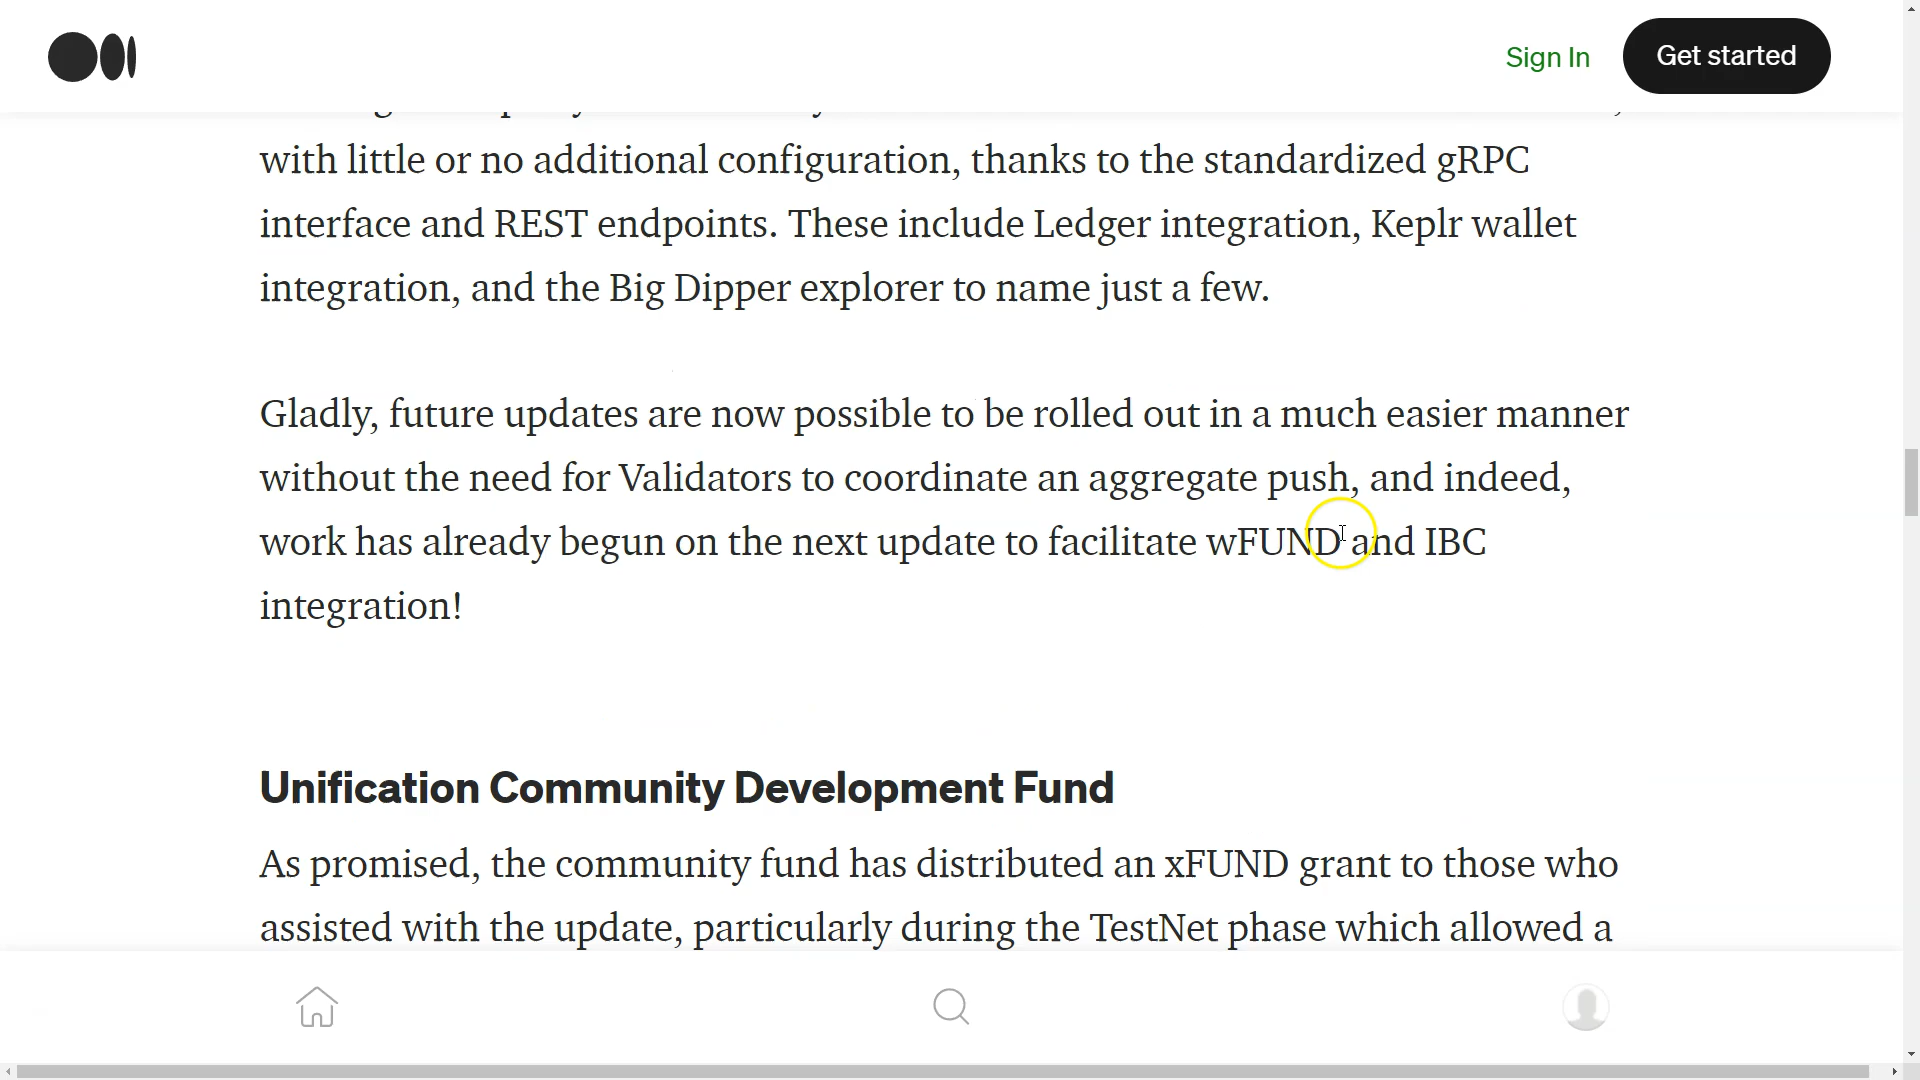 Sign In
Get started
with little or no additional configuration, thanks to the standardized gRPC
interface and REST endpoints. These include Ledger integration, Keplr wallet
integration, and the Big Dipper explorer to name just a few.
Gladly, future updates are now possible to be rolled out in a much easier manner
without the need for Validators to coordinate an aggregate push, and indeed,
work has already begun on the next update to facilitate wFUND and IBC
integration!
Unification Community Development Fund
As promised, the community fund has distributed an xFUND grant to those who
assisted with the update, particularly during the TestNet phase which allowed a